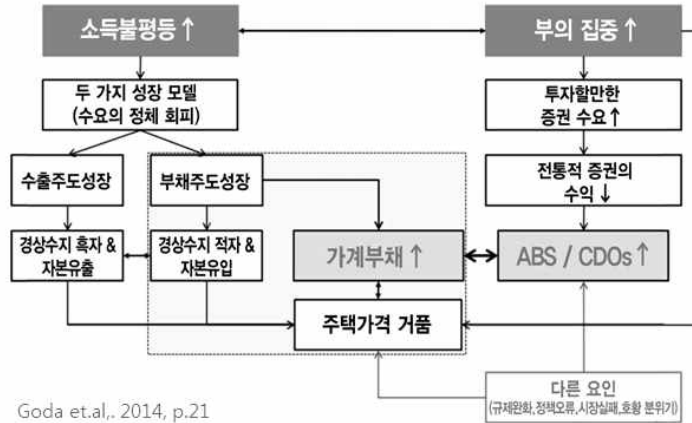 소득불평등 ↑
부의 집중 ↑
두 가지 성장 모델
(수요의 정체 회피)
투자할만한
증권 수요 ↑
수출주도성장
부채주도성장
전통적 증권의
수익 ↓
경상수지 흑자 &
자본유출
경상수지 적자 &
자본유입
가계부채 ↑
ABS / CDOs ↑
주택가격 거품
다른 요인
(규제완화,정책오류,시장실패,호황 분위기)
Goda et.al,. 2014, p.21